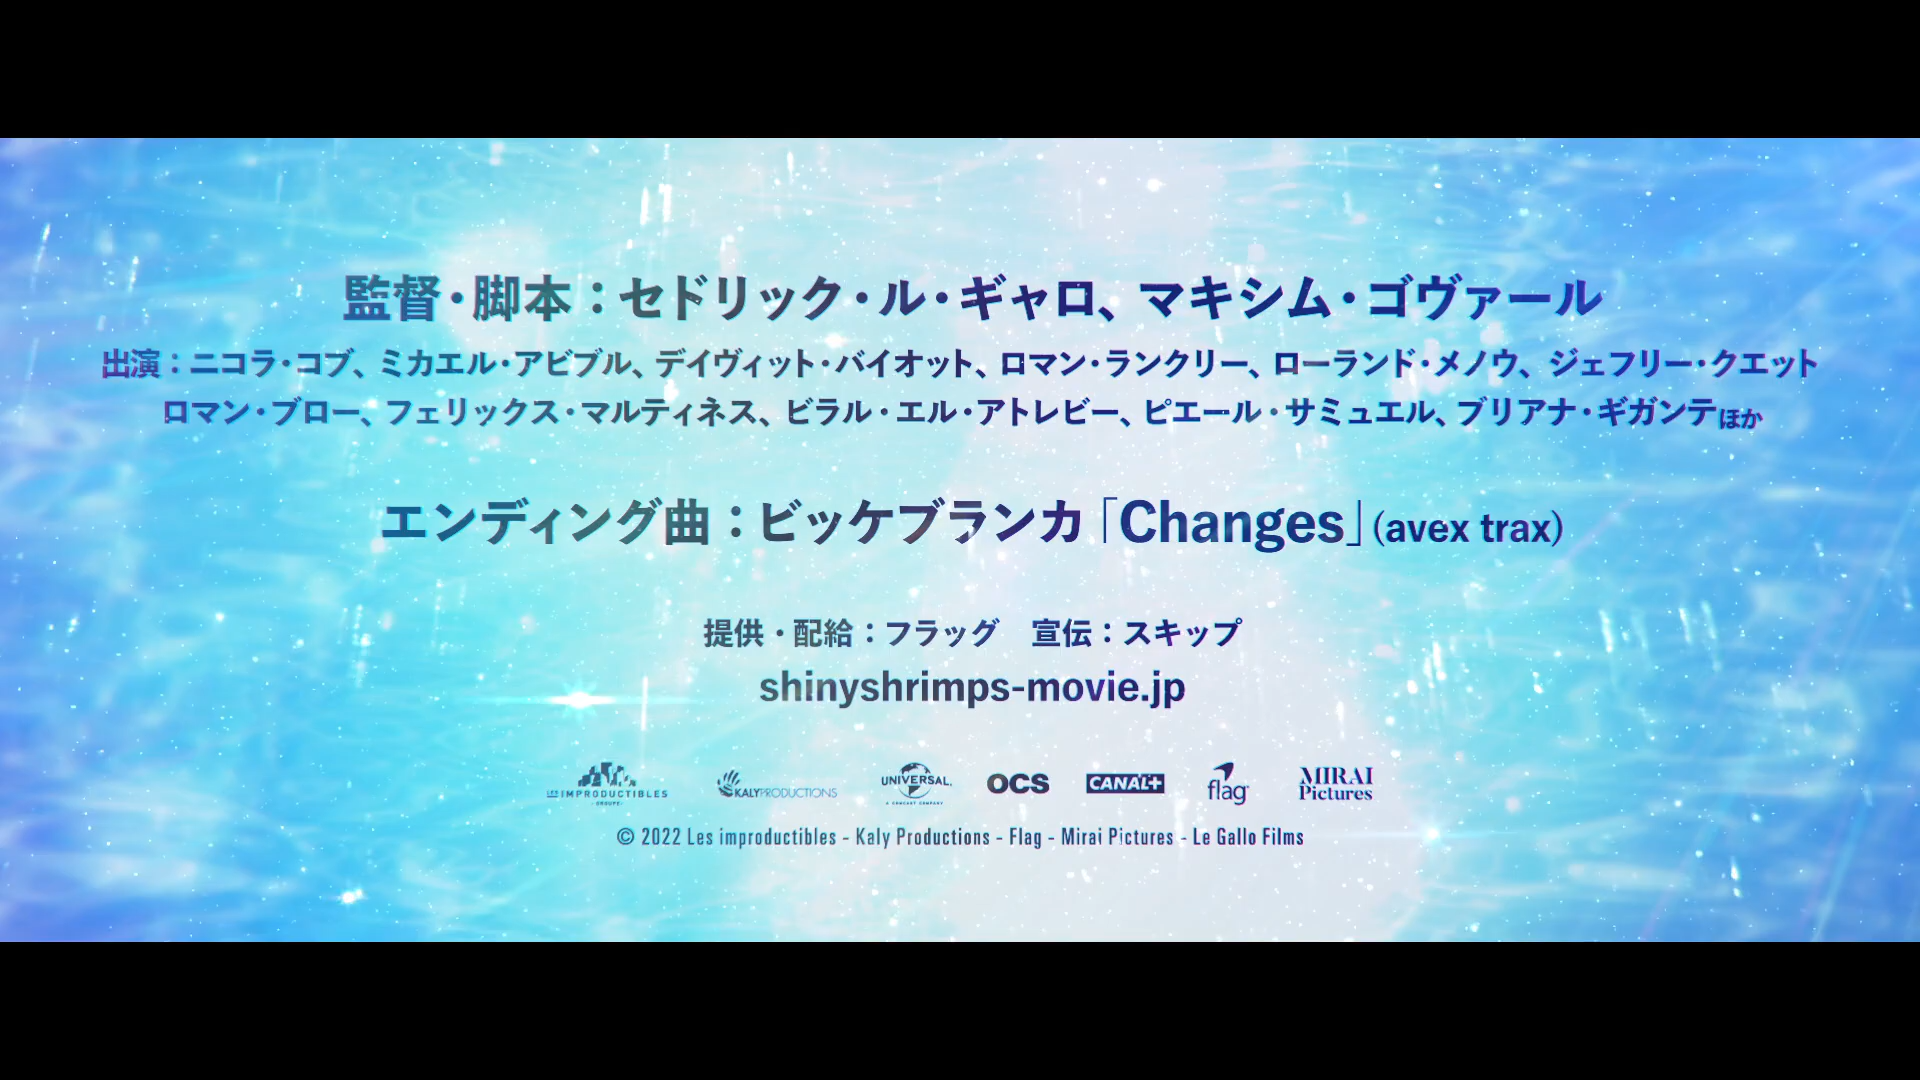 監督・脚本：セドリック・ル・ギャロ、マキシム・ゴヴァール
出演：ニコラ・コブ、ミカエル・アビブル、デイヴィット・バイオット、ロマン・ランクリー、ローランド・メノウ、ジェフリー・クエット
ロマン・ブロー、フェリックス・マルティネス、ビラル・エル・アトレビー、ピエール・サミュエル、ブリアナ・ギガンテほか
エンディング曲：ビッケブランカ「Changes」(avex trax)
提供・配給：フラッグ　宣伝：スキップ
shinyshrimps-movie.jp
LES IMPRODUCTIBLES -GROUPE- KALYPRODUCTIONS UNIVERSAL A COMCAST COMPANY OCS CANAL+ flag MIRAI Pictures
© 2022 Les improductibles - Kaly Productions - Flag - Mirai Pictures - Le Gallo Films